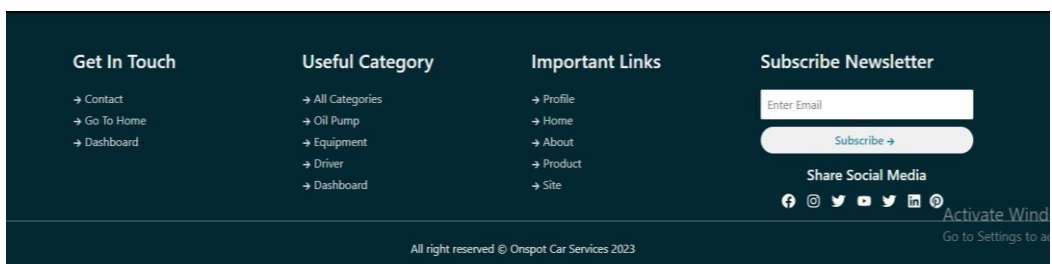 Get In Touch
→ Contact
→ Go To Home
→ Dashboard
Useful Category
→ All Categories
→ Oil Pump
→ Equipment
→ Driver
→ Dashboard
Important Links
→ Profile
→ Home
→ About
→ Product
→ Site
Subscribe Newsletter
Enter Email
Subscribe →
Share Social Media
Activate Wind
Go to Settings to a
All right reserved © Onspot Car Services 2023